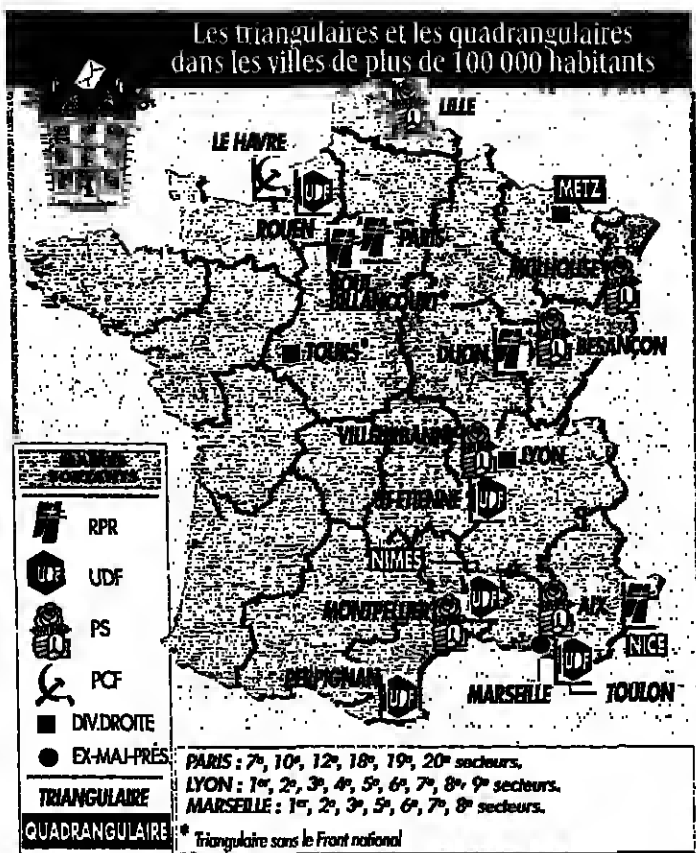 Les triangulaires et les quadrangulaires
dans les villes de plus de 100 000 habitants
LILLE
LE HAVRE
UDF
METZ
ROUEN
PARIS
MULHOUSE
BOUL.
BILLANCOURT*
TOURS*
DIJON
BESANÇON
VILLEURBANNE
LYON
ST-ETIENNE
UDF
NIMES
UDF
MONTPELLIER
AIX
NICE
PERPIGNAN
UDF
MARSEILLE
UDF
TOULON
MAIRES
SORTANTS
RPR
UDF
UDF
PS
PCF
DIV.DROITE
EX-MAJ-PRÉS
TRIANGULAIRE
QUADRANGULAIRE
PARIS : 7e, 10e, 12e, 18e, 19e, 20e secteurs.
LYON : 1er, 2e, 3e, 4e, 5e, 6e, 7e, 8e, 9e secteurs.
MARSEILLE : 1er, 2e, 3e, 5e, 6e, 7e, 8e secteurs.
* Triangulaire sans le Front national